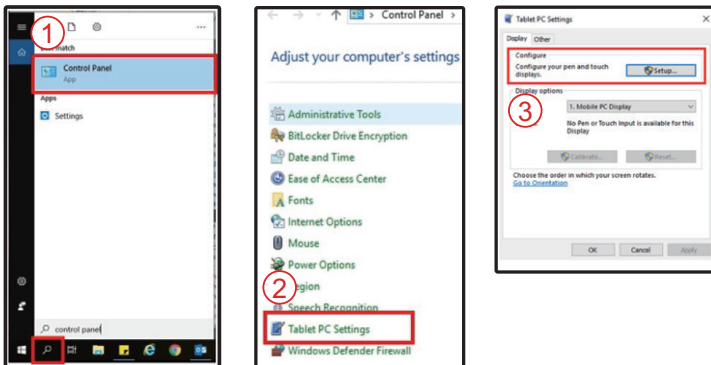 1
Best match
Control Panel
App
Apps
Settings
control panel
Control Panel
Adjust your computer's settings
Administrative Tools
BitLocker Drive Encryption
Date and Time
Ease of Access Center
Fonts
Internet Options
Mouse
Power Options
2
Region
Speech Recognition
Tablet PC Settings
Windows Defender Firewall
Tablet PC Settings
Display Other
Configure
Configure your pen and touch
displays.
Setup...
Display options
3
1. Mobile PC Display
No Pen or Touch Input is available for this
Display
Calibrate... Reset...
Choose the order in which your screen rotates.
Go to Orientation
OK Cancel Apply